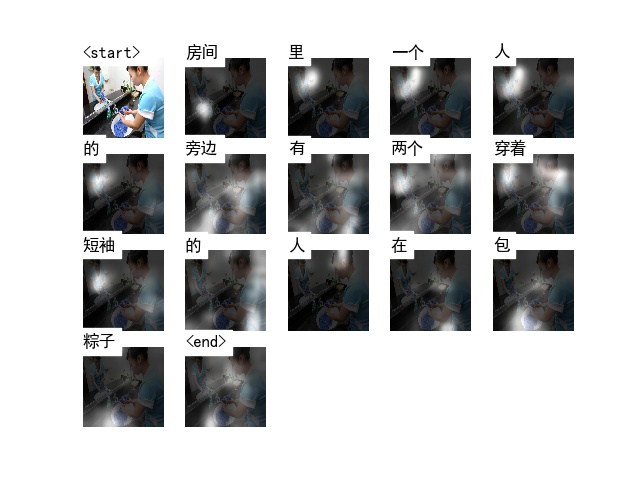 <start> 房间 里 一个 人
的 旁边 有 两个 穿着
短袖 的 人 在 包
粽子 <end>